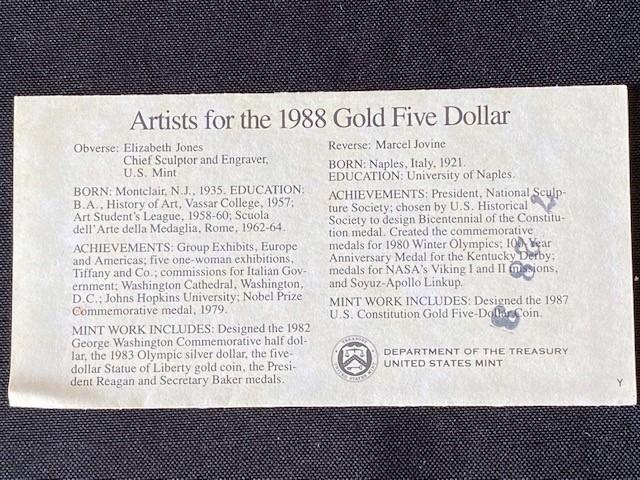 Artists for the 1988 Gold Five Dollar
Obverse: Elizabeth Jones
Chief Sculptor and Engraver,
U.S. Mint
BORN: Montclair, N.J., 1935. EDUCATION:
B.A., History of Art, Vassar College, 1957;
Art Student's League, 1958-60; Scuola
dell'Arte della Medaglia, Rome, 1962-64.
ACHIEVEMENTS: Group Exhibits, Europe
and Americas; five one-woman exhibitions,
Tiffany and Co.; commissions for Italian Gov-
ernment; Washington Cathedral, Washington,
D.C.; Johns Hopkins University; Nobel Prize
Commemorative medal, 1979.
MINT WORK INCLUDES: Designed the 1982
George Washington Commemorative half dol-
lar, the 1983 Olympic silver dollar, the five-
dollar Statue of Liberty gold coin, the Presi-
dent Reagan and Secretary Baker medals.
Reverse: Marcel Jovine
BORN: Naples, Italy, 1921.
EDUCATION: University of Naples.
ACHIEVEMENTS: President, National Sculp-
ture Society; chosen by U.S. Historical
Society to design Bicentennial of the Constitu-
tion medal. Created the commemorative
medals for 1980 Winter Olympics; 100 Year
Anniversary Medal for the Kentucky Derby;
medals for NASA's Viking I and II missions,
and Soyuz-Apollo Linkup.
MINT WORK INCLUDES: Designed the 1987
U.S. Constitution Gold Five-Dollar Coin.
DEPARTMENT OF THE TREASURY
UNITED STATES MINT
Y